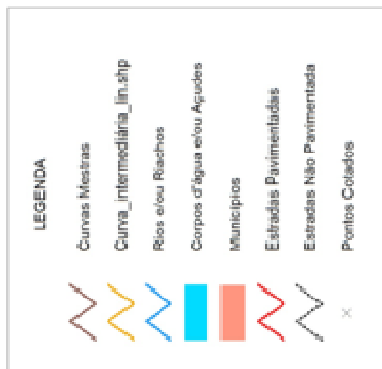 LEGENDA
Curvas Mestras
Curva_intermediária_lin.shp
Rios e/ou Riachos
Corpos d'água e/ou Açudes
Municípios
Estradas Pavimentadas
Estradas Não Pavimentada
Pontos Cotados